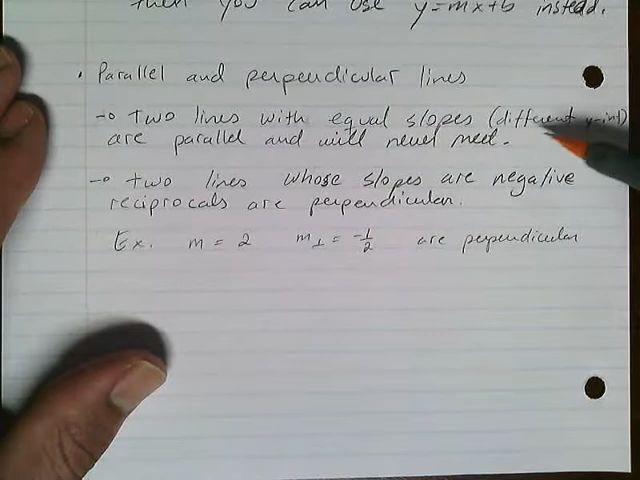 then you can use y=mx+b instead.
• Parallel and perpendicular lines
→ Two lines with equal slopes (different y-int)
are parallel and will never meet.
→ two lines whose slopes are negative
reciprocals are perpendicular.
Ex. m = 2 m⊥ = -1/2 are perpendicular